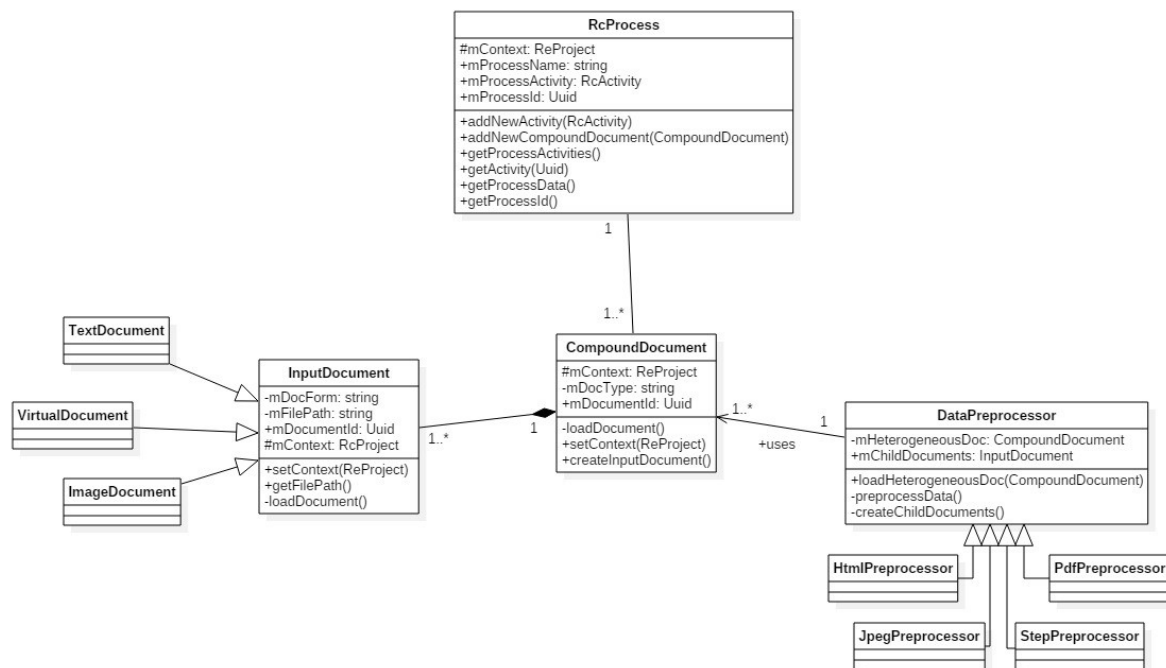 RcProcess
#mContext: ReProject
+mProcessName: string
+mProcessActivity: RcActivity
+mProcessId: Uuid
+addNewActivity(RcActivity)
+addNewCompoundDocument(CompoundDocument)
+getProcessActivities()
+getActivity(Uuid)
+getProcessData()
+getProcessId()
1
1..*
TextDocument
VirtualDocument
ImageDocument
InputDocument
-mDocForm: string
-mFilePath: string
+mDocumentId: Uuid
#mContext: RcProject
+setContext(ReProject)
+getFilePath()
-loadDocument()
1..*
1
CompoundDocument
#mContext: ReProject
-mDocType: string
+mDocumentId: Uuid
-loadDocument()
+setContext(ReProject)
+createInputDocument()
1..*
+uses
1
DataPreprocessor
-mHeterogeneousDoc: CompoundDocument
+mChildDocuments: InputDocument
+loadHeterogeneousDoc(CompoundDocument)
-preprocessData()
-createChildDocuments()
HtmlPreprocessor
PdfPreprocessor
JpegPreprocessor
StepPreprocessor